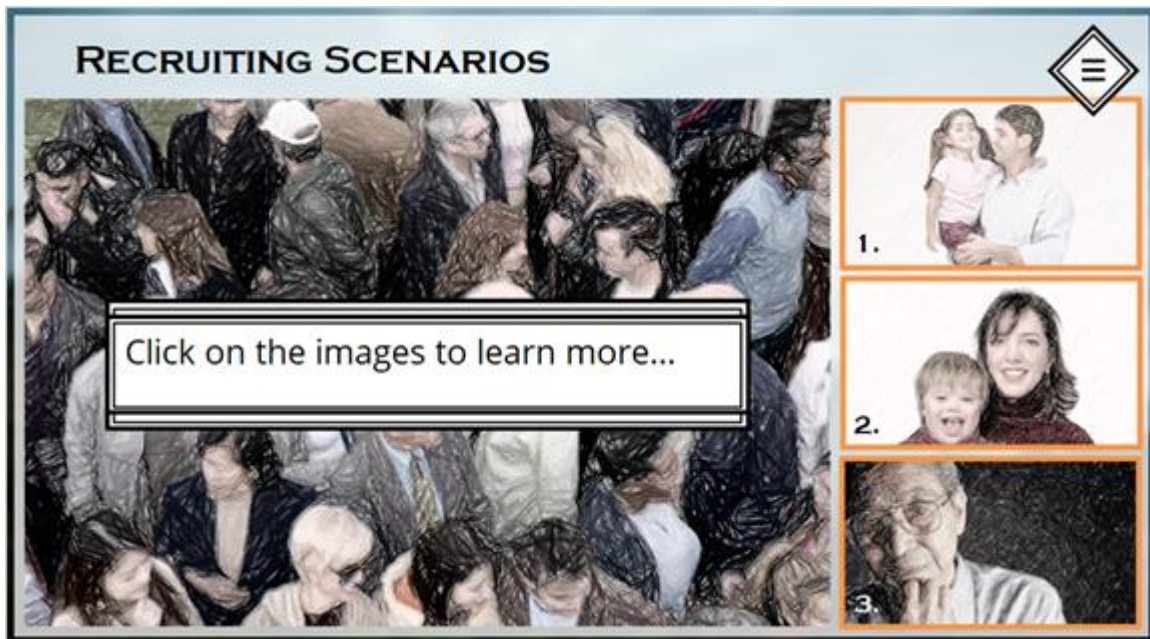 Recruiting Scenarios
Click on the images to learn more...
1.
2.
3.